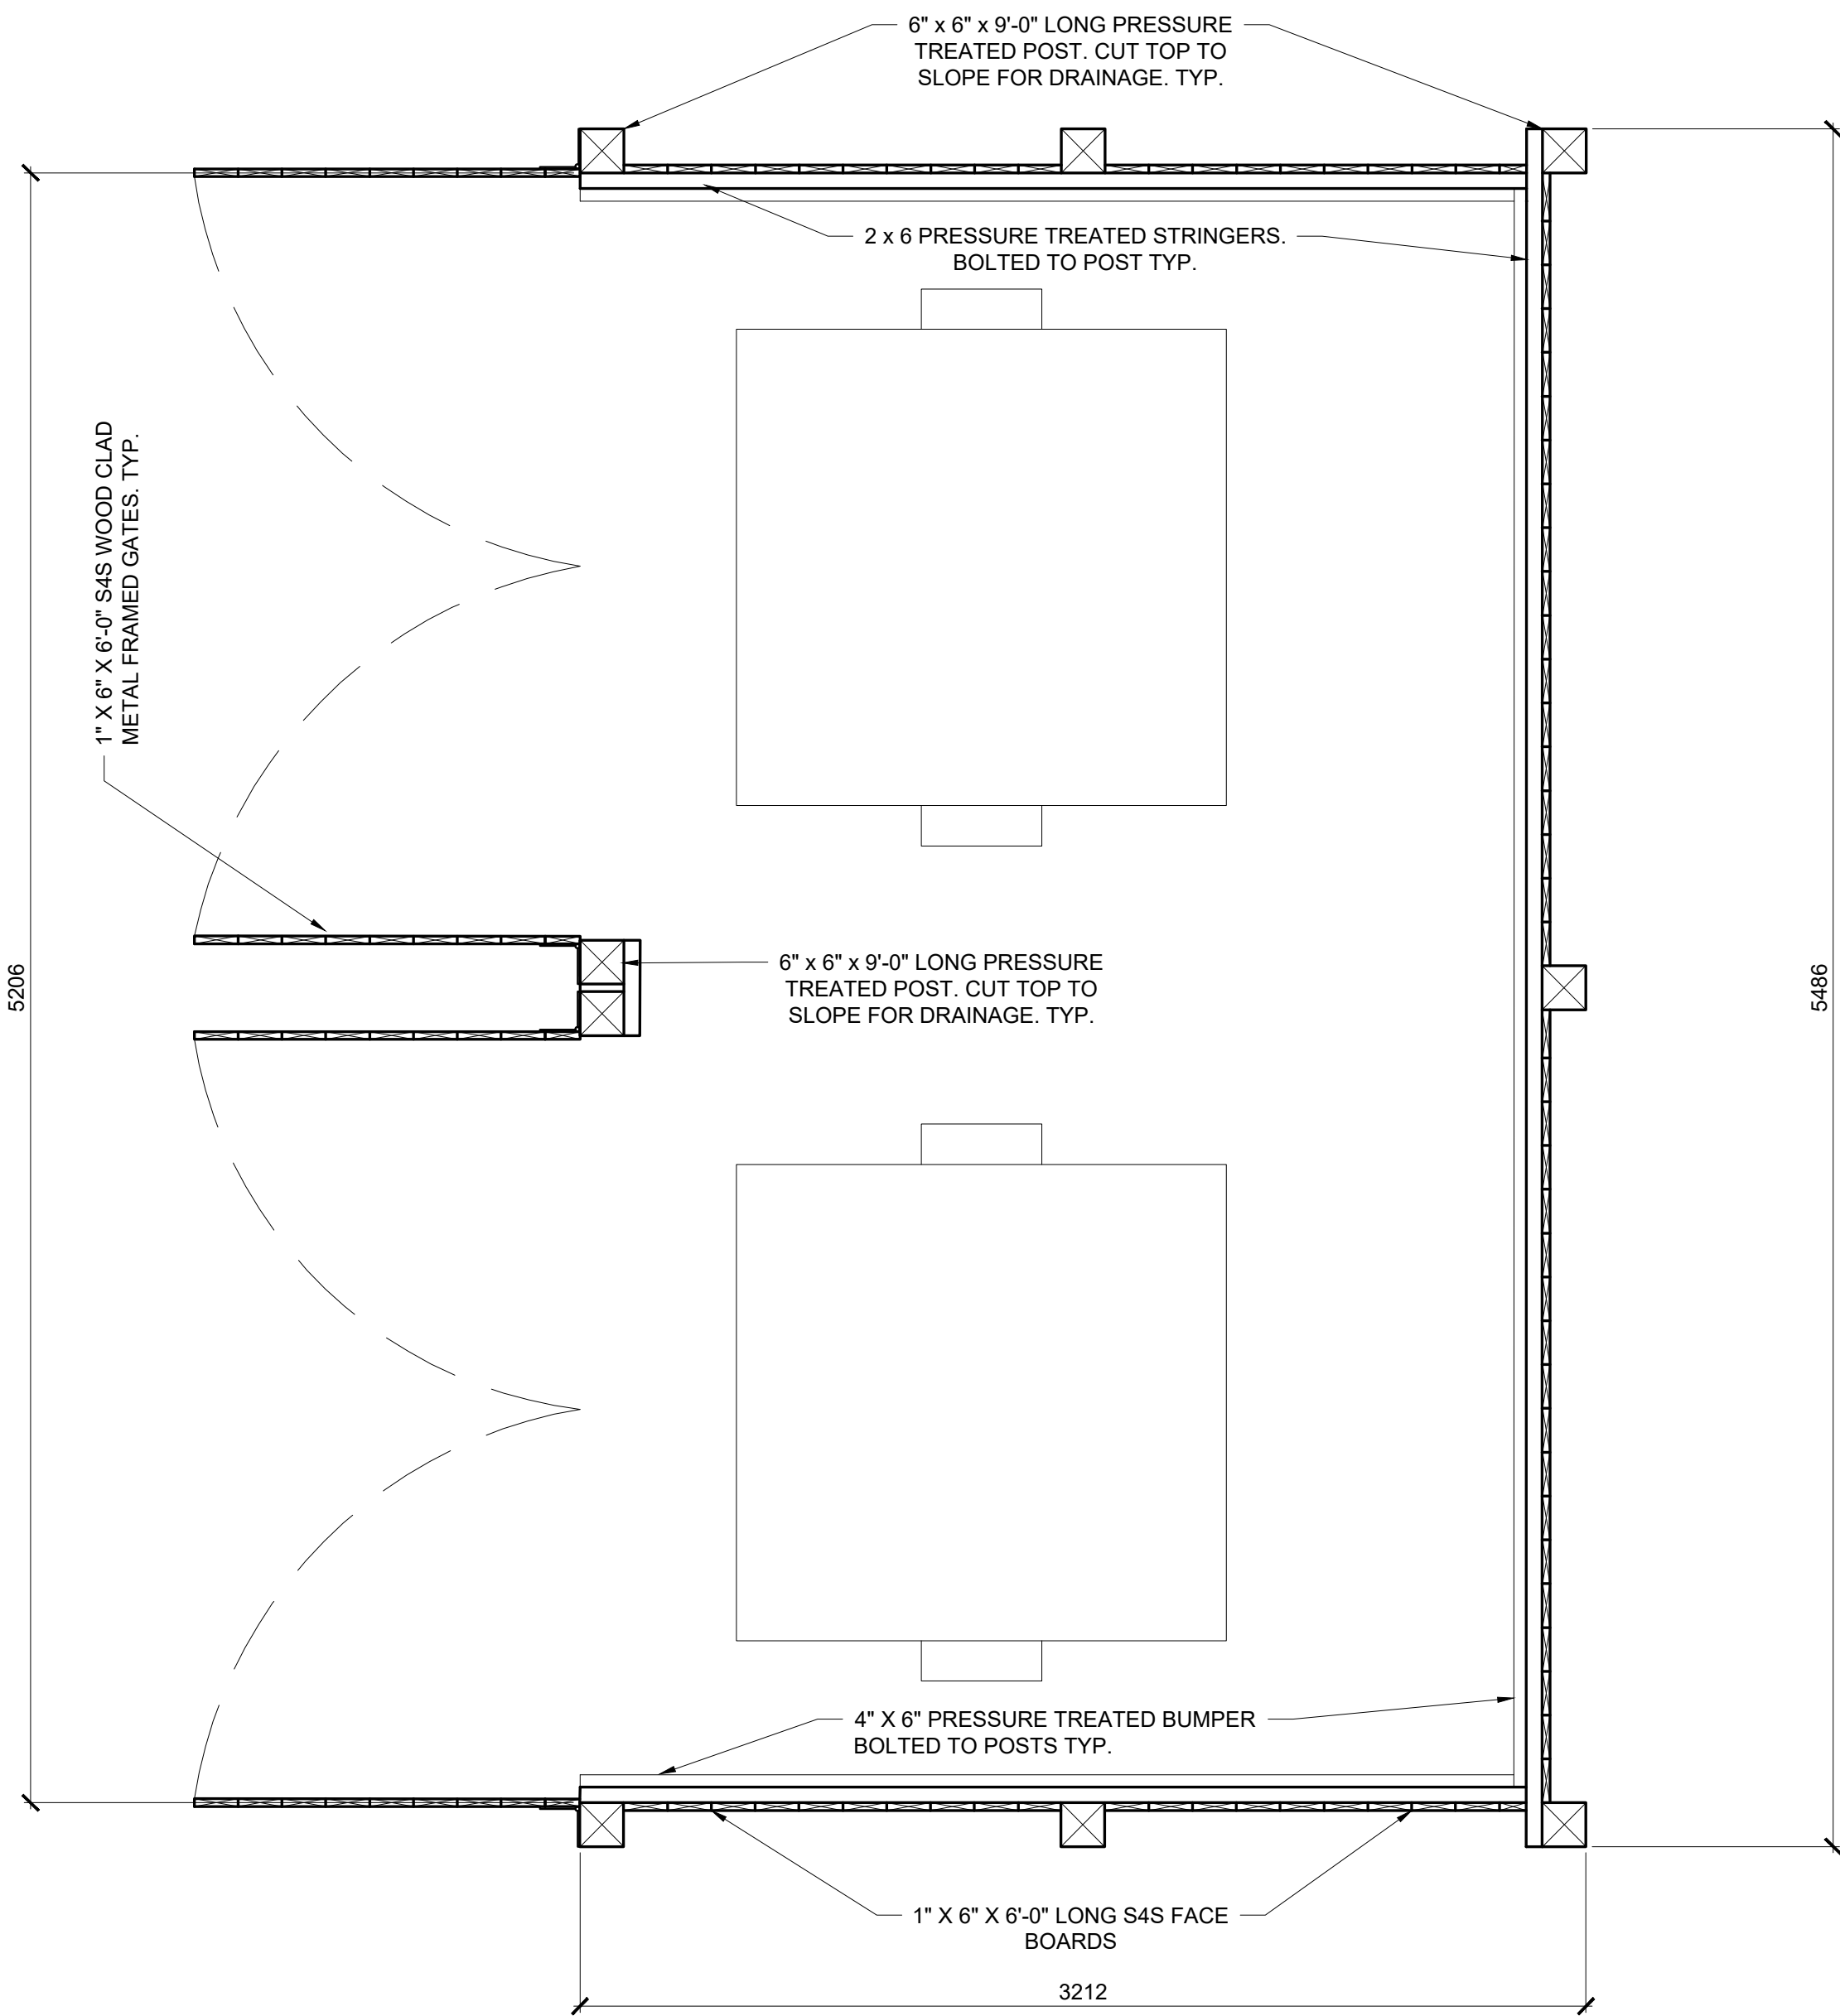 6" x 6" x 9'-0" LONG PRESSURE
TREATED POST. CUT TOP TO
SLOPE FOR DRAINAGE. TYP.
2 x 6 PRESSURE TREATED STRINGERS.
BOLTED TO POST TYP.
1" X 6" X 6'-0" S4S WOOD CLAD
METAL FRAMED GATES. TYP.
6" x 6" x 9'-0" LONG PRESSURE
TREATED POST. CUT TOP TO
SLOPE FOR DRAINAGE. TYP.
5206
5486
4" X 6" PRESSURE TREATED BUMPER
BOLTED TO POSTS TYP.
1" X 6" X 6'-0" LONG S4S FACE
BOARDS
3212